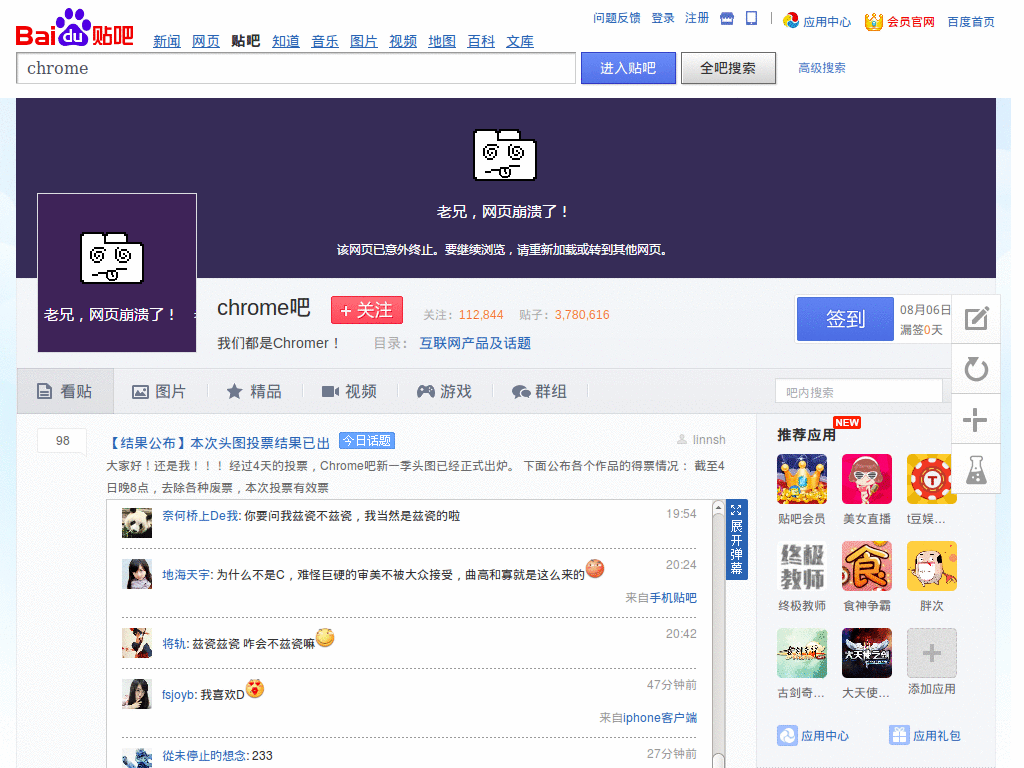 问题反馈 登录 注册 应用中心 会员官网 百度首页
Baidu贴吧
新闻 网页 贴吧 知道 音乐 图片 视频 地图 百科 文库
chrome 进入贴吧 全吧搜索 高级搜索
老兄，网页崩溃了！
该网页已意外终止。要继续浏览，请重新加载或转到其他网页。
老兄，网页崩溃了！
chrome吧 +关注 关注: 112,844 贴子: 3,780,616
签到 08月06日
漏签0天
我们都是Chromer！ 目录： 互联网产品及话题
看贴 图片 精品 视频 游戏 群组 吧内搜索
98 【结果公布】本次头图投票结果已出 今日话题 linnsh
大家好！还是我！！！ 经过4天的投票，Chrome吧新一季头图已经正式出炉。 下面公布各个作品的得票情况： 截至4
日晚8点，去除各种废票，本次投票有效票
奈何桥上De我: 你要问我兹瓷不兹瓷，我当然是兹瓷的啦 19:54
展开弹幕
地海天宇: 为什么不是C，难怪巨硬的审美不被大众接受，曲高和寡就是这么来的 20:24
来自手机贴吧
将轨: 兹瓷兹瓷 咋会不兹瓷嘛 20:42
fsjoyb: 我喜欢D 47分钟前
来自iphone客户端
從未停止旳想念: 233 27分钟前
推荐应用 NEW
贴吧会员 美女直播 t豆娱...
终极教师 食神争霸 胖次
古剑奇... 大天使... 添加应用
应用中心 应用礼包